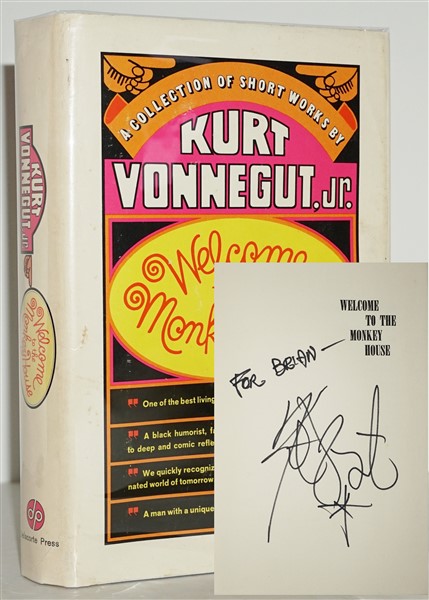 KURT
VONNEGUT, Jr.
Welcome
to the
Monkey
House
dp
Press
A COLLECTION OF SHORT WORKS BY
KURT
VONNEGUT, Jr.
Welcome
Monk
One of the best living
A black humorist, fa
to deep and comic refle
We quickly recogniz
nated world of tomorrow
A man with a unique
WELCOME
TO THE
MONKEY
HOUSE
FOR BRIAN —